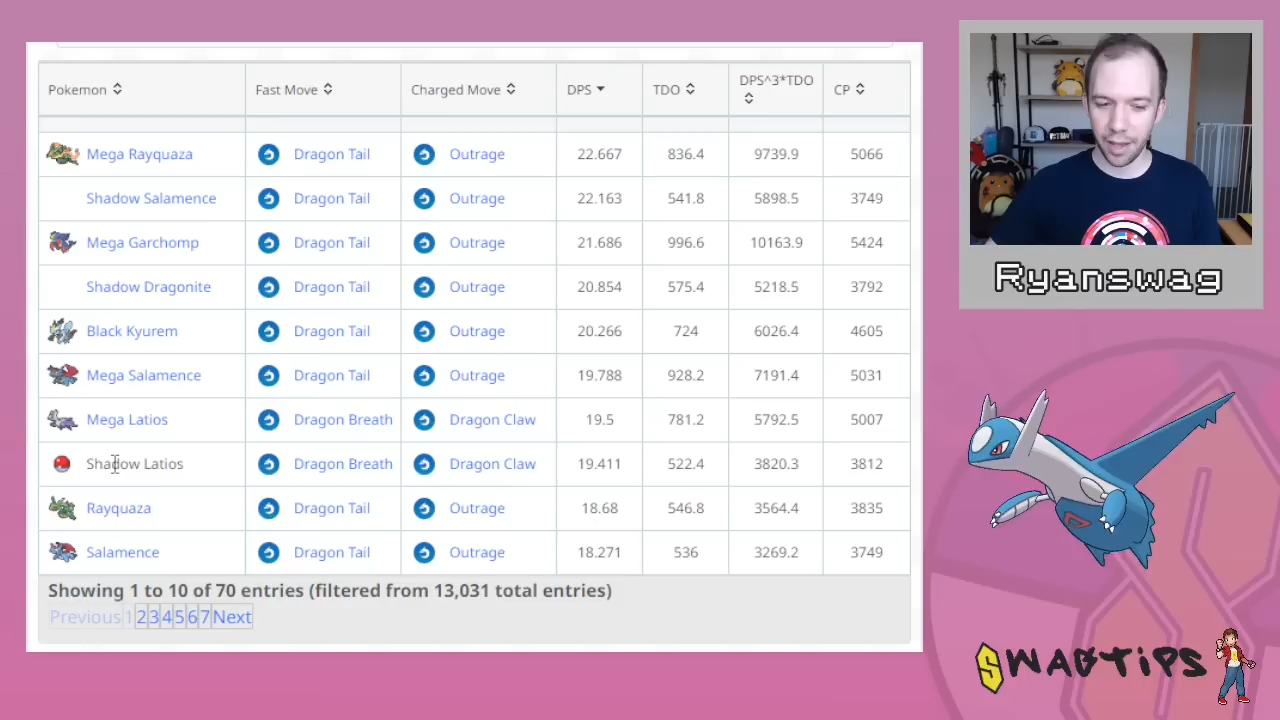 Pokemon Fast Move Charged Move DPS TDO DPS^3*TDO CP
Mega Rayquaza Dragon Tail Outrage 22.667 836.4 9739.9 5066
Shadow Salamence Dragon Tail Outrage 22.163 541.8 5898.5 3749
Mega Garchomp Dragon Tail Outrage 21.686 996.6 10163.9 5424
Shadow Dragonite Dragon Tail Outrage 20.854 575.4 5218.5 3792
Black Kyurem Dragon Tail Outrage 20.266 724 6026.4 4605
Mega Salamence Dragon Tail Outrage 19.788 928.2 7191.4 5031
Mega Latios Dragon Breath Dragon Claw 19.5 781.2 5792.5 5007
Shadow Latios Dragon Breath Dragon Claw 19.411 522.4 3820.3 3812
Rayquaza Dragon Tail Outrage 18.68 546.8 3564.4 3835
Salamence Dragon Tail Outrage 18.271 536 3269.2 3749
Showing 1 to 10 of 70 entries (filtered from 13,031 total entries)
Previous 1 2 3 4 5 6 7 Next
Ryanswag
SWAGTiPS